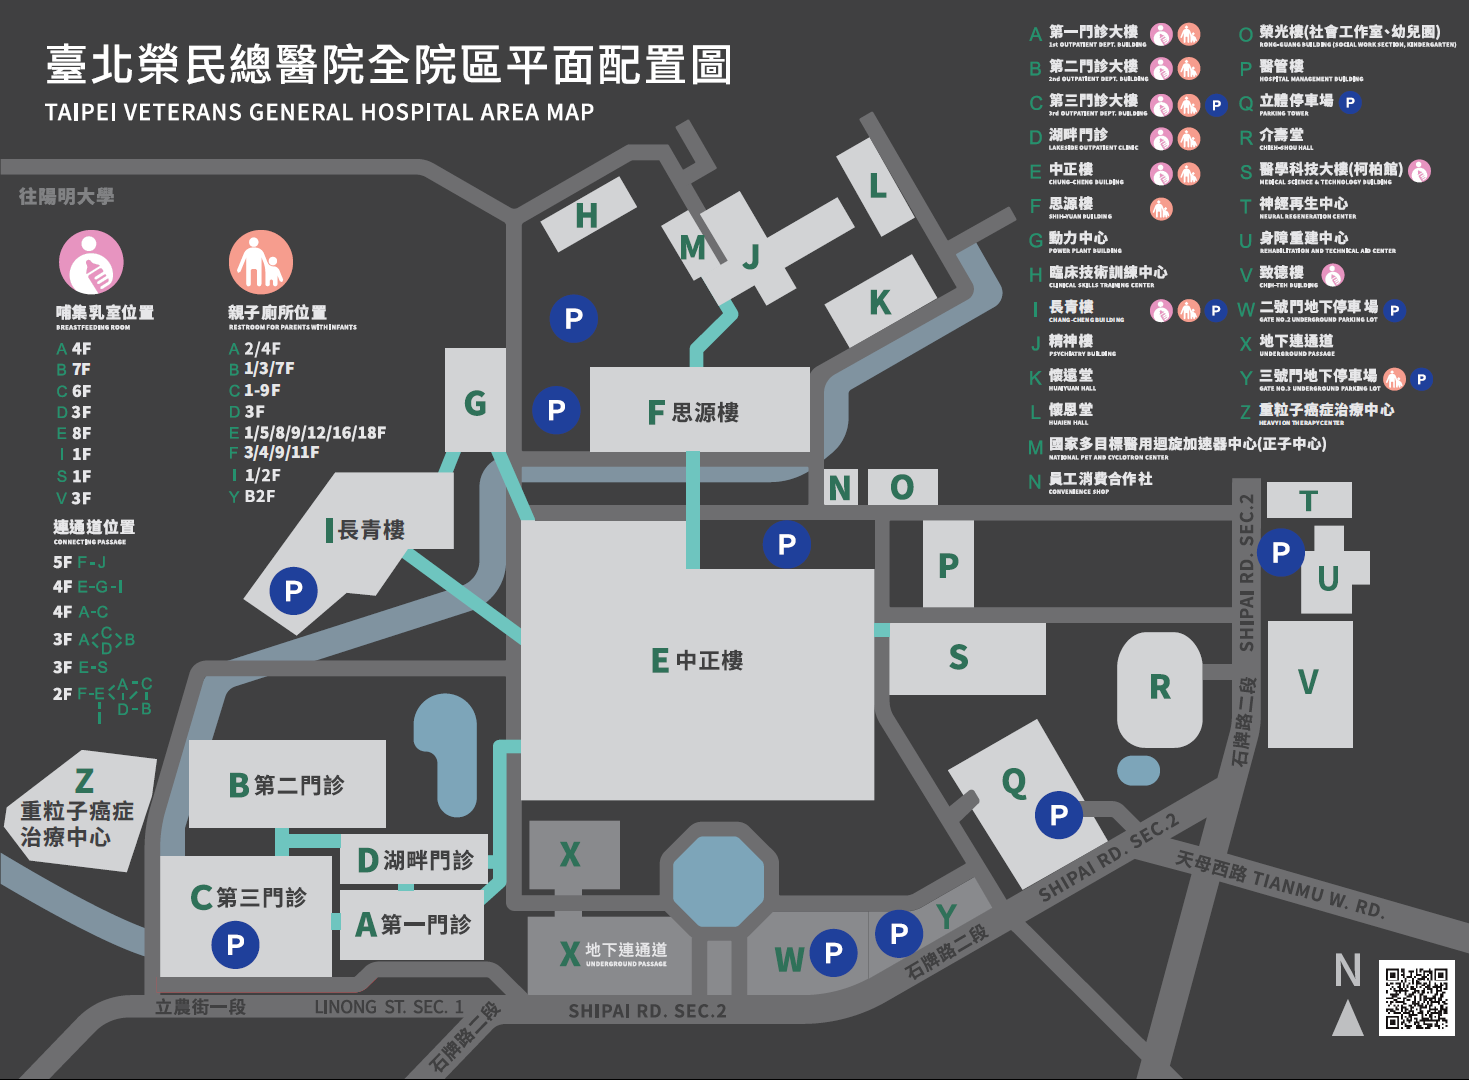 臺北榮民總醫院全院區平面配置圖
TAIPEI VETERANS GENERAL HOSPITAL AREA MAP
往陽明大學
哺集乳室位置
BREASTFEEDING ROOM
A 4F
B 7F
C 6F
D 3F
E 8F
I 1F
S 1F
V 3F
親子廁所位置
RESTROOM FOR PARENTS WITH INFANTS
A 2/4F
B 1/3/7F
C 1-9F
D 3F
E 1/5/8/9/12/16/18F
F 3/4/9/11F
I 1/2F
Y B2F
連通道位置
CONNECTING PASSAGE
5F F-J
4F E-G-I
4F A-C
3F A C D B
3F E-S
2F F-E A-C I D-B
A 第一門診大樓
1st OUTPATIENT DEPT. BUILDING
B 第二門診大樓
2nd OUTPATIENT DEPT. BUILDING
C 第三門診大樓 P
3rd OUTPATIENT DEPT. BUILDING
D 湖畔門診
LAKESIDE OUTPATIENT CLINIC
E 中正樓
CHUNG-CHENG BUILDING
F 思源樓
SHIH-YUAN BUILDING
G 動力中心
POWER PLANT BUILDING
H 臨床技術訓練中心
CLINICAL SKILLS TRAINING CENTER
I 長青樓 P
CHANG-CHENG BUILDING
J 精神樓
PSYCHIATRY BUILDING
K 懷遠堂
HUAIYUAN HALL
L 懷恩堂
HUAIEN HALL
M 國家多目標醫用迴旋加速器中心(正子中心)
NATIONAL PET AND CYCLOTRON CENTER
N 員工消費合作社
CONVENIENCE SHOP
O 榮光樓(社會工作室、幼兒園)
RONG-GUANG BUILDING (SOCIAL WORK SECTION, KINDERGARTEN)
P 醫管樓
HOSPITAL MANAGEMENT BUILDING
Q 立體停車場 P
PARKING TOWER
R 介壽堂
CHIEH-SHOU HALL
S 醫學科技大樓(柯柏館)
MEDICAL SCIENCE & TECHNOLOGY BUILDING
T 神經再生中心
NEURAL REGENERATION CENTER
U 身障重建中心
REHABILITATION AND TECHNICAL AID CENTER
V 致德樓
CHIH-TEH BUILDING
W 二號門地下停車場 P
GATE NO.2 UNDERGROUND PARKING LOT
X 地下連通道
UNDERGROUND PASSAGE
Y 三號門地下停車場 P
GATE NO.3 UNDERGROUND PARKING LOT
Z 重粒子癌症治療中心
HEAVY ION THERAPY CENTER
H
M
J
L
K
P
G
P
F 思源樓
N
O
I 長青樓
P
P
P
T
P
U
E 中正樓
S
R
V
SHIPAI RD. SEC.2
石牌路二段
Z
重粒子癌症
治療中心
B 第二門診
D 湖畔門診
C 第三門診
P
A 第一門診
X
X 地下連通道
UNDERGROUND PASSAGE
W P
P
Y
Q
P
SHIPAI RD. SEC.2
石牌路二段
天母西路 TIANMU W. RD.
立農街一段 LINONG ST. SEC. 1
石牌路二段
SHIPAI RD. SEC.2
N